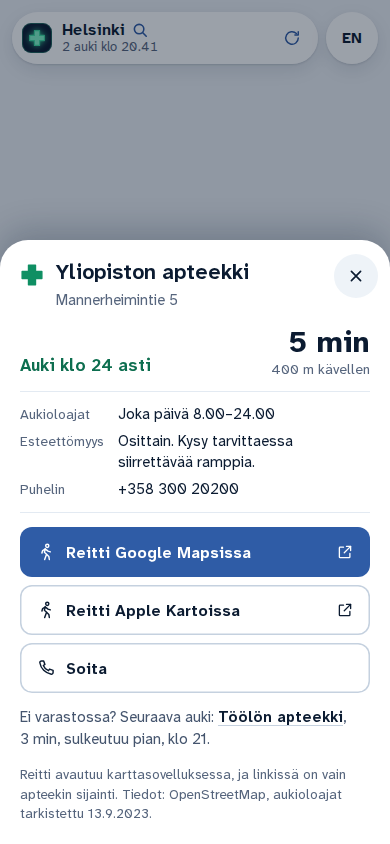 Helsinki
2 auki klo 20.41
EN
Yliopiston apteekki
Mannerheimintie 5
5 min
Auki klo 24 asti
400 m kävellen
Aukioloajat Joka päivä 8.00–24.00
Esteettömyys Osittain. Kysy tarvittaessa
siirrettävää ramppia.
Puhelin +358 300 20200
Reitti Google Mapsissa
Reitti Apple Kartoissa
Soita
Ei varastossa? Seuraava auki: Töölön apteekki,
3 min, sulkeutuu pian, klo 21.
Reitti avautuu karttasovelluksessa, ja linkissä on vain
apteekin sijainti. Tiedot: OpenStreetMap, aukioloajat
tarkistettu 13.9.2023.